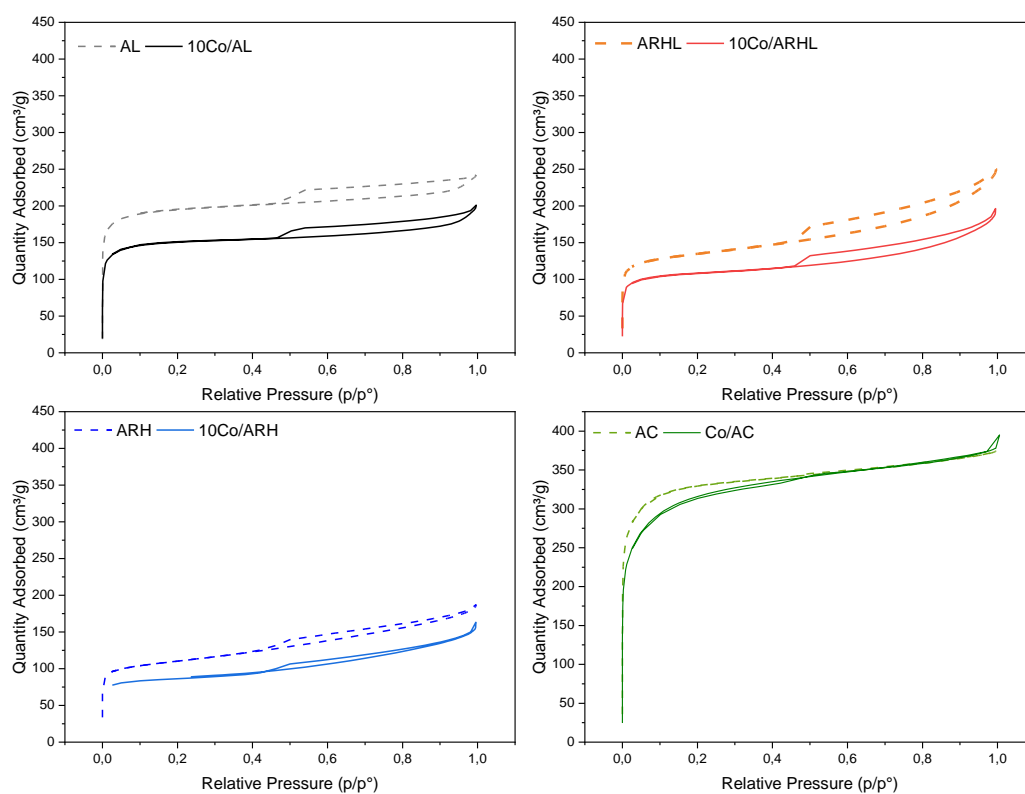 450
400
350
300
250
200
150
100
50
0
Quantity Adsorbed (cm³/g)
AL 10Co/AL
0,0 0,2 0,4 0,6 0,8 1,0
Relative Pressure (p/p°)
450
400
350
300
250
200
150
100
50
0
Quantity Adsorbed (cm³/g)
ARHL 10Co/ARHL
0,0 0,2 0,4 0,6 0,8 1,0
Relative Pressure (p/p°)
450
400
350
300
250
200
150
100
50
0
Quantity Adsorbed (cm³/g)
ARH 10Co/ARH
0,0 0,2 0,4 0,6 0,8 1,0
Relative Pressure (p/p°)
400
350
300
250
200
150
100
50
0
Quantity Adsorbed (cm³/g)
AC Co/AC
0,0 0,2 0,4 0,6 0,8 1,0
Relative Pressure (p/p°)